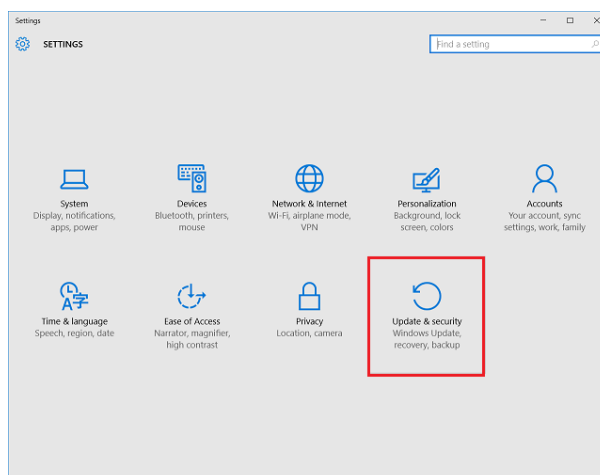 Settings
SETTINGS
Find a setting
System
Display, notifications,
apps, power
Devices
Bluetooth, printers,
mouse
Network & Internet
Wi-Fi, airplane mode,
VPN
Personalization
Background, lock
screen, colors
Accounts
Your account, sync
settings, work, family
Time & language
Speech, region, date
Ease of Access
Narrator, magnifier,
high contrast
Privacy
Location, camera
Update & security
Windows Update,
recovery, backup